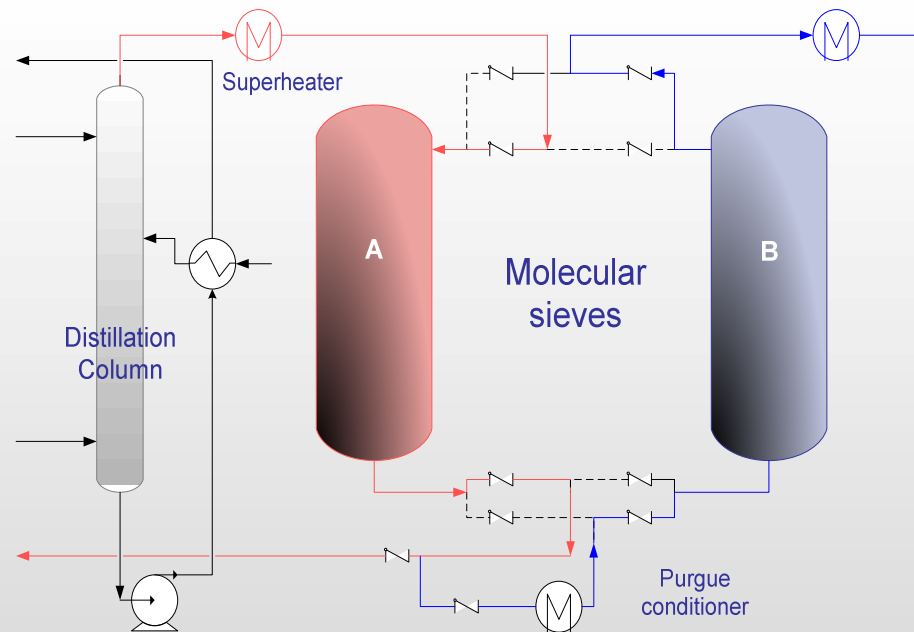 Superheater
A
B
Molecular
sieves
Distillation
Column
Purgue
conditioner